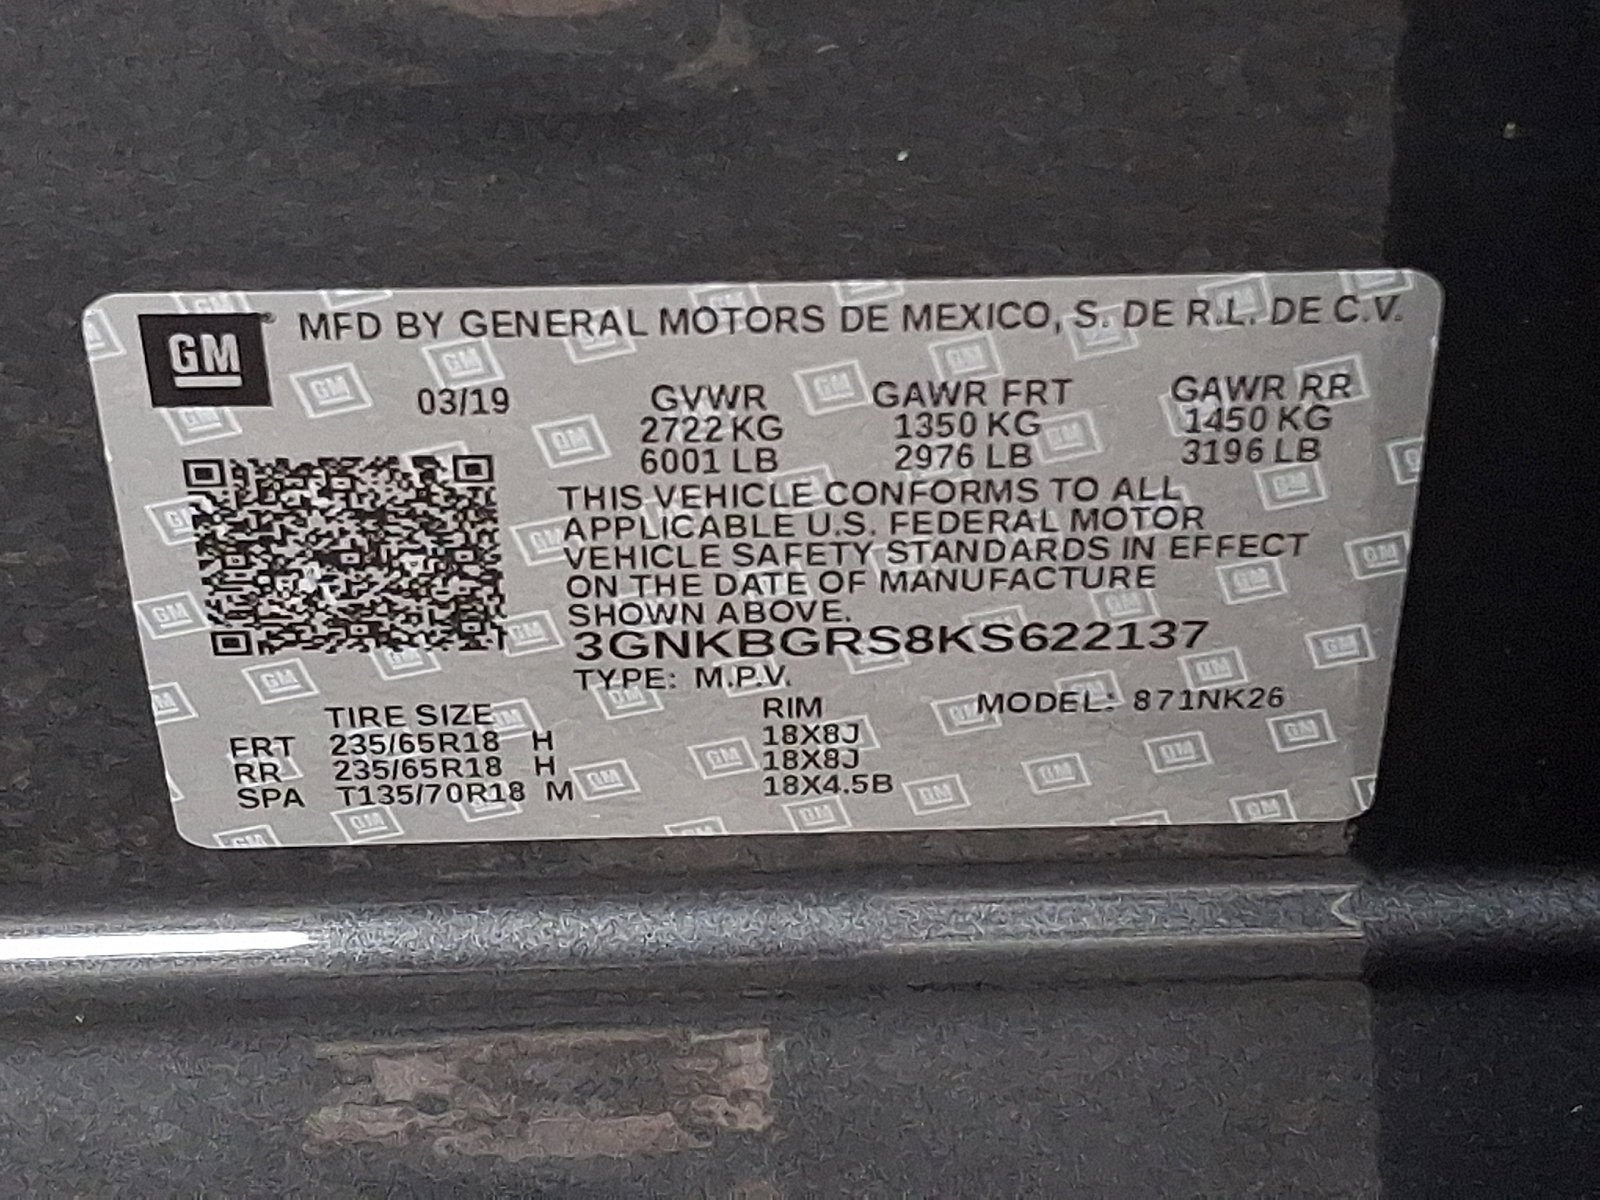 GM® MFD BY GENERAL MOTORS DE MEXICO, S. DE R.L. DE C.V.
03/19 GVWR GAWR FRT GAWR RR
2722 KG 1350 KG 1450 KG
6001 LB 2976 LB 3196 LB
THIS VEHICLE CONFORMS TO ALL
APPLICABLE U.S. FEDERAL MOTOR
VEHICLE SAFETY STANDARDS IN EFFECT
ON THE DATE OF MANUFACTURE
SHOWN ABOVE.
3GNKBGRS8KS622137
TYPE: M.P.V.
TIRE SIZE RIM MODEL: 871NK26
FRT 235/65R18 H 18X8J
RR 235/65R18 H 18X8J
SPA T135/70R18 M 18X4.5B